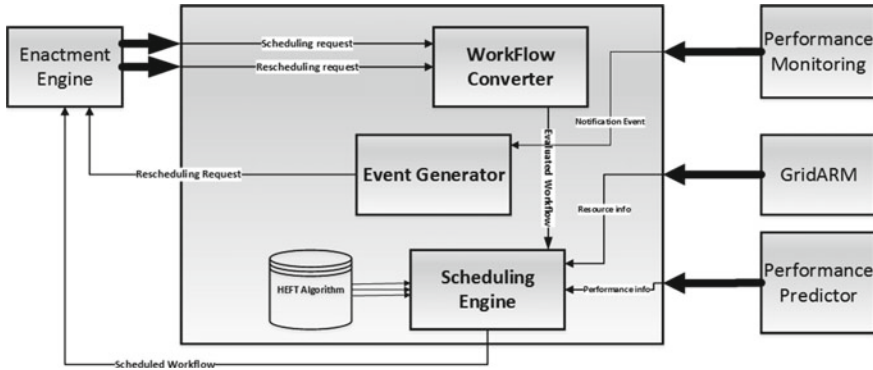 Enactment
Engine
Scheduling request
Rescheduling request
WorkFlow
Converter
Performance
Monitoring
Notification Event
Evaluated Workflow
Rescheduling Request
Event Generator
GridARM
Resource info
HEFT Algorithm
Scheduling
Engine
Performance info
Performance
Predictor
Scheduled Workflow